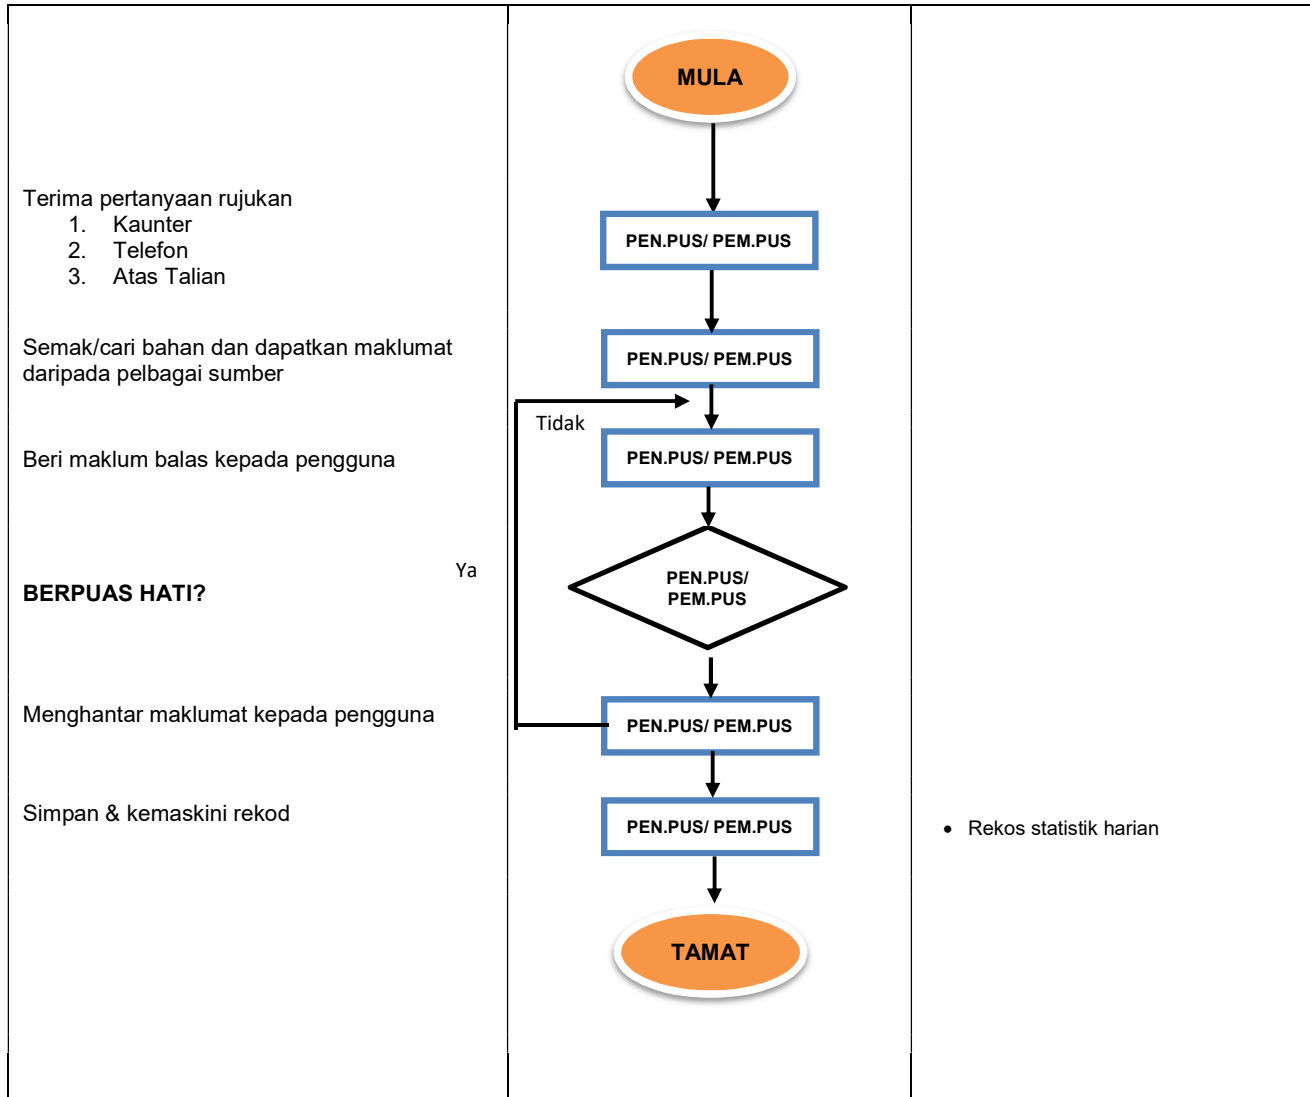 MULA
Terima pertanyaan rujukan
1. Kaunter
2. Telefon
3. Atas Talian
PEN.PUS/ PEM.PUS
Semak/cari bahan dan dapatkan maklumat
daripada pelbagai sumber
PEN.PUS/ PEM.PUS
Tidak
Beri maklum balas kepada pengguna
PEN.PUS/ PEM.PUS
Ya
BERPUAS HATI?
PEN.PUS/
PEM.PUS
Menghantar maklumat kepada pengguna
PEN.PUS/ PEM.PUS
Simpan & kemaskini rekod
PEN.PUS/ PEM.PUS
• Rekos statistik harian
TAMAT